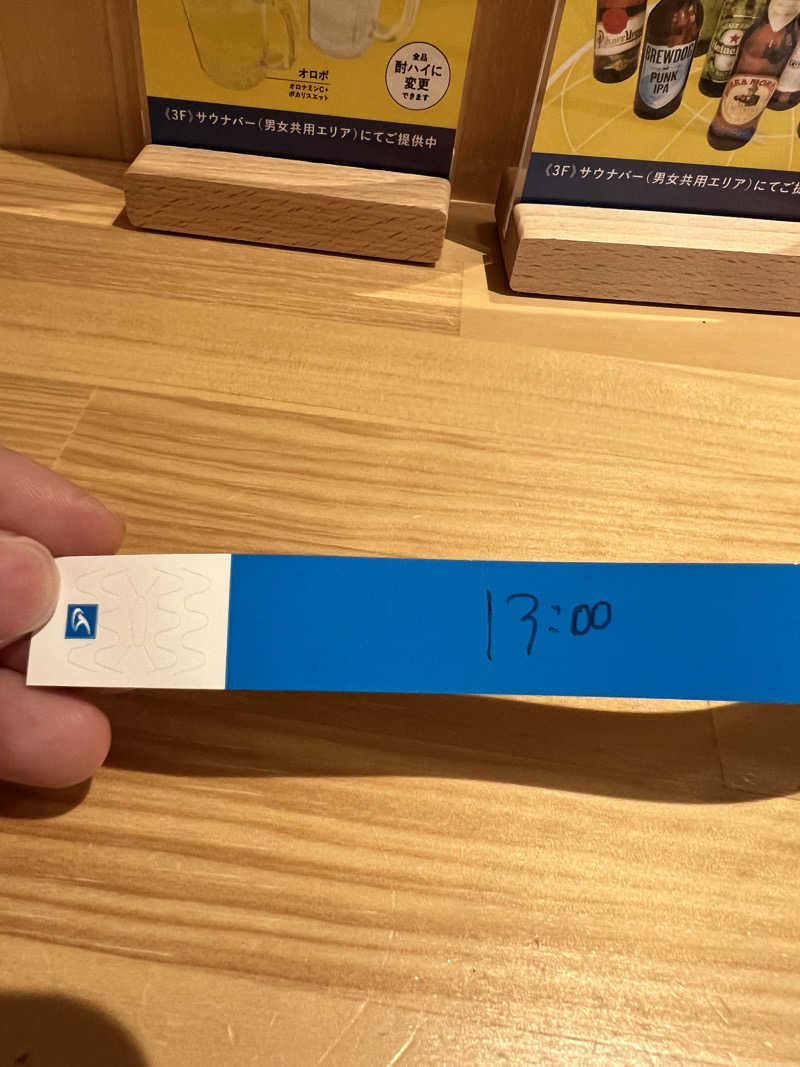 オロポ
オロナミンC+
ポカリスエット
全品
酎ハイに
変更
できます
《3F》サウナバー(男女共用エリア)にてご提供中
BREWDOG
PUNK
IPA
《3F》サウナバー(男女共用エリア)にてご提
13:00